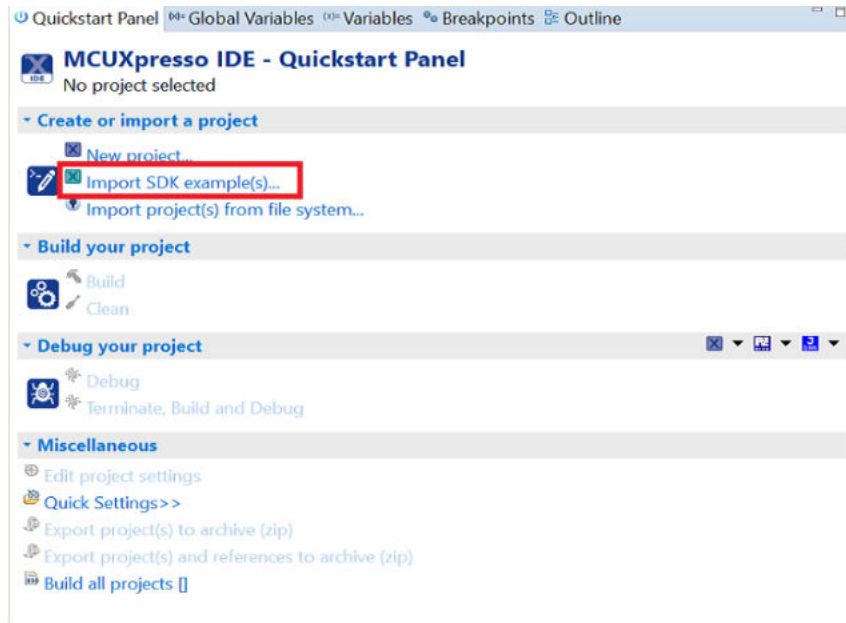 Quickstart Panel Global Variables Variables Breakpoints Outline
MCUXpresso IDE - Quickstart Panel
No project selected
Create or import a project
New project...
Import SDK example(s)...
Import project(s) from file system...
Build your project
Build
Clean
Debug your project
Debug
Terminate, Build and Debug
Miscellaneous
Edit project settings
Quick Settings>>
Export project(s) to archive (zip)
Export project(s) and references to archive (zip)
Build all projects []